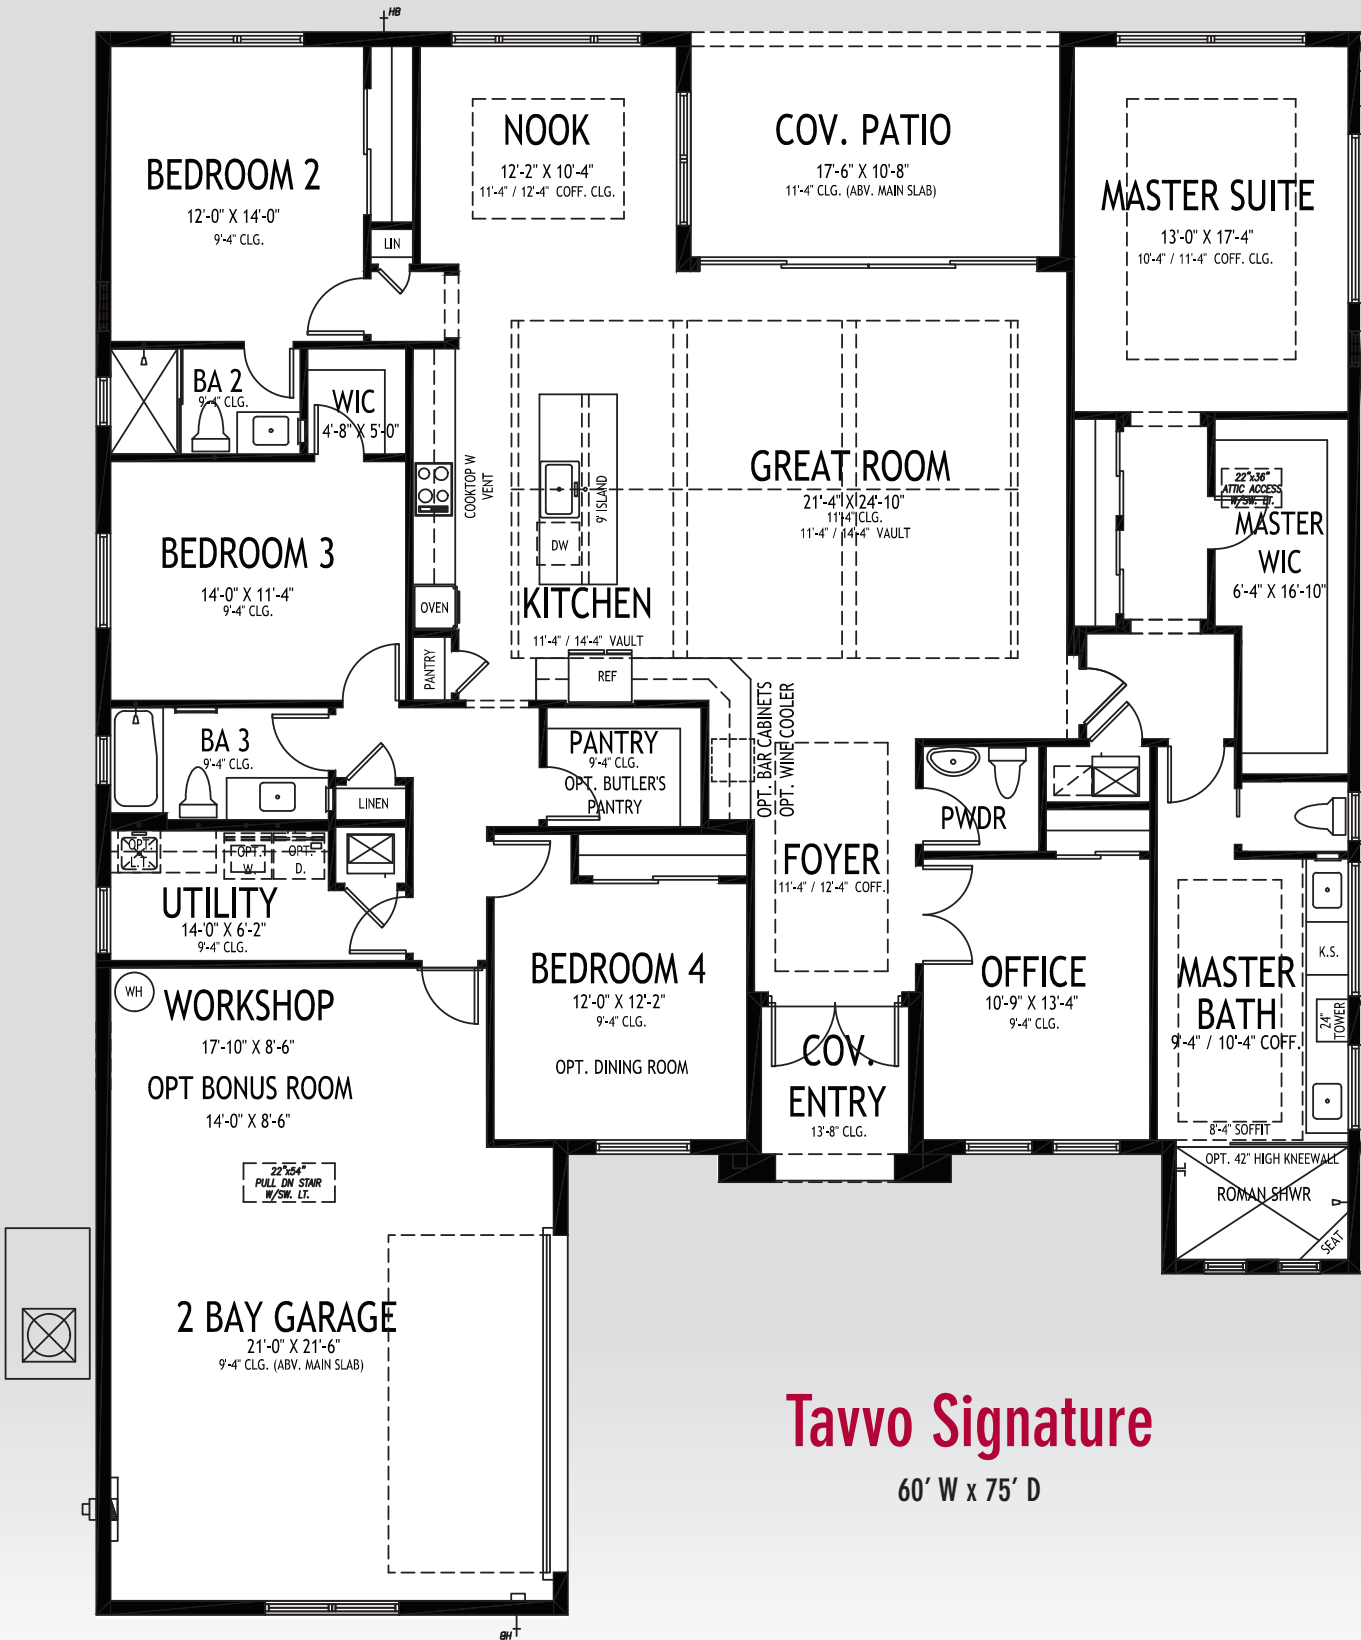 HB
BEDROOM 2
12'-0" X 14'-0"
9'-4" CLG.
LIN
NOOK
12'-2" X 10'-4"
11'-4" / 12'-4" COFF. CLG.
COV. PATIO
17'-6" X 10'-8"
11'-4" CLG. (ABV. MAIN SLAB)
MASTER SUITE
13'-0" X 17'-4"
10'-4" / 11'-4" COFF. CLG.
BA 2
9'-4" CLG.
WIC
4'-8" X 5'-0"
COOKTOP W
VENT
9' ISLAND
DW
GREAT ROOM
21'-4" X 24'-10"
11'-4" CLG.
11'-4" / 14'-4" VAULT
22"x36"
ATTIC ACCESS
W/SW. LT.
MASTER
WIC
6'-4" X 16'-10"
BEDROOM 3
14'-0" X 11'-4"
9'-4" CLG.
OVEN
KITCHEN
11'-4" / 14'-4" VAULT
PANTRY
REF
OPT. BAR CABINETS
OPT. WINE COOLER
BA 3
9'-4" CLG.
LINEN
PANTRY
9'-4" CLG.
OPT. BUTLER'S
PANTRY
PWDR
OPT.
L.T.
OPT.
W.
OPT.
D.
UTILITY
14-'0" X 6'-2"
9'-4" CLG.
FOYER
11'-4" / 12'-4" COFF.
WH
WORKSHOP
17'-10" X 8'-6"
OPT BONUS ROOM
14'-0" X 8'-6"
BEDROOM 4
12'-0" X 12'-2"
9'-4" CLG.
OPT. DINING ROOM
COV.
ENTRY
13'-8" CLG.
OFFICE
10'-9" X 13'-4"
9'-4" CLG.
MASTER
BATH
9'-4" / 10'-4" COFF.
K.S.
24"
TOWER
8'-4" SOFFIT
OPT. 42" HIGH KNEEWALL
ROMAN SHWR
SEAT
22"x54"
PULL DN STAIR
W/SW. LT.
2 BAY GARAGE
21'-0" X 21'-6"
9'-4" CLG. (ABV. MAIN SLAB)
Tavvo Signature
60' W x 75' D
HB